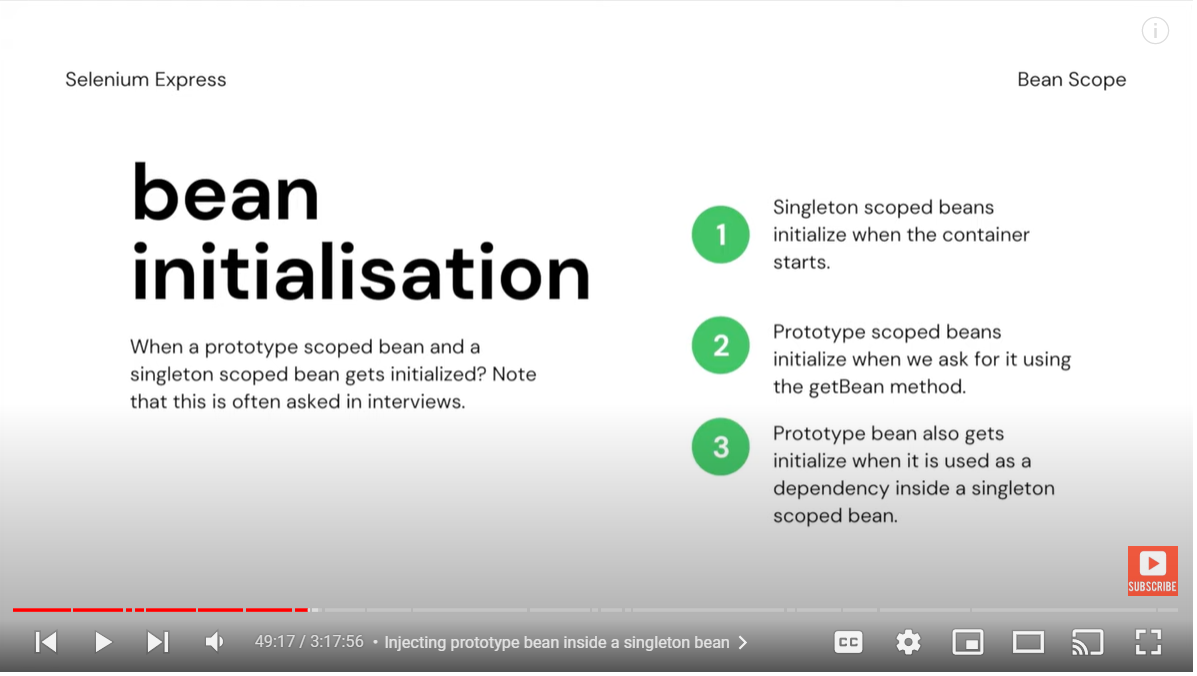 Selenium Express
Bean Scope
bean
initialisation
When a prototype scoped bean and a
singleton scoped bean gets initialized? Note
that this is often asked in interviews.
1
Singleton scoped beans
initialize when the container
starts.
2
Prototype scoped beans
initialize when we ask for it using
the getBean method.
3
Prototype bean also gets
initialize when it is used as a
dependency inside a singleton
scoped bean.
SUBSCRIBE
49:17 / 3:17:56 • Injecting prototype bean inside a singleton bean
CC